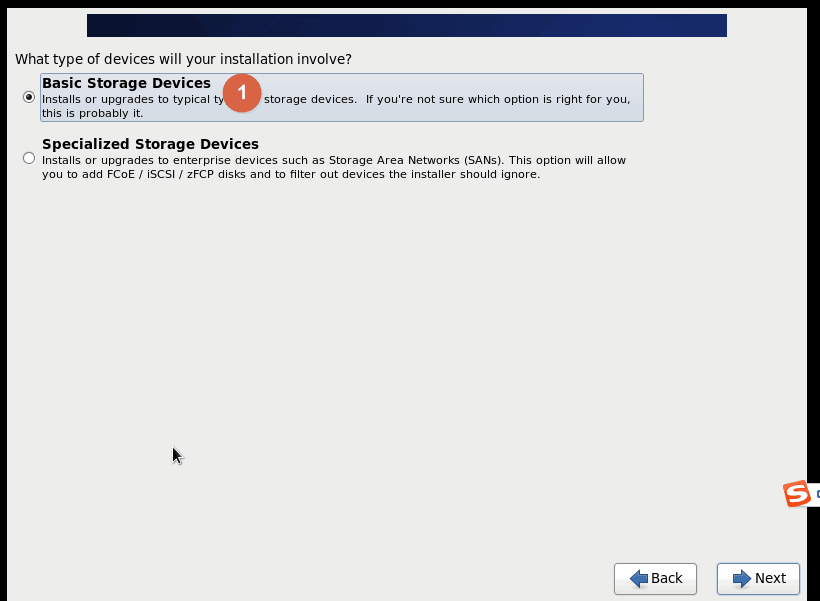 What type of devices will your installation involve?
Basic Storage Devices
1
Installs or upgrades to typical ty storage devices. If you're not sure which option is right for you,
this is probably it.
Specialized Storage Devices
Installs or upgrades to enterprise devices such as Storage Area Networks (SANs). This option will allow
you to add FCoE / iSCSI / zFCP disks and to filter out devices the installer should ignore.
S
Back
Next